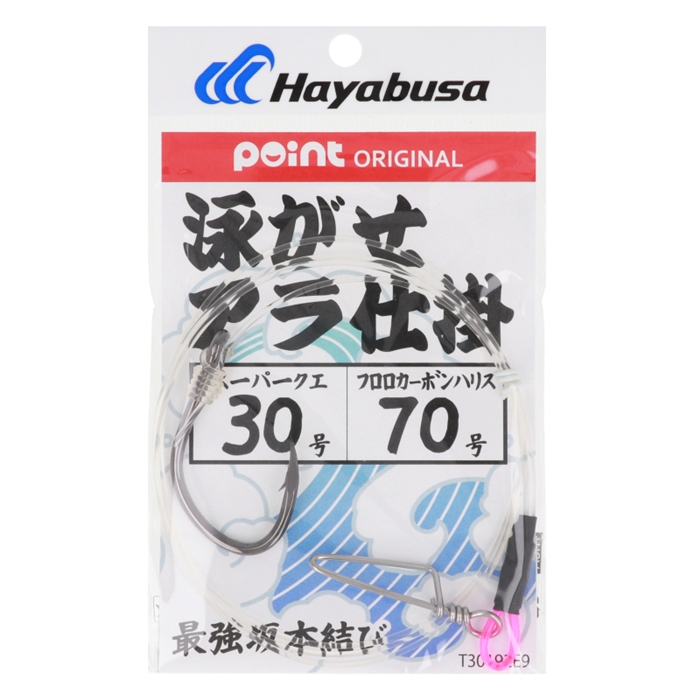 Hayabusa
point ORIGINAL
泳がせ
アラ仕掛
スーパークエ
30号
フロロカーボンハリス
70号
最強坂本結び